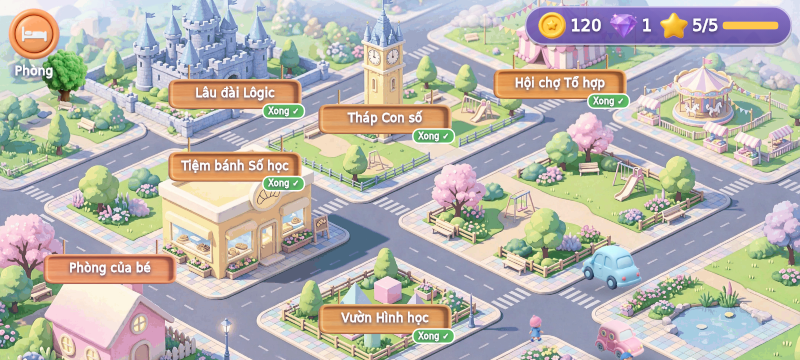 120 1 5/5
Phòng
Lâu đài Lôgic
Xong ✓
Hội chợ Tổ hợp
Xong ✓
Tháp Con số
Xong ✓
Tiệm bánh Số học
Xong ✓
Phòng của bé
Vườn Hình học
Xong ✓